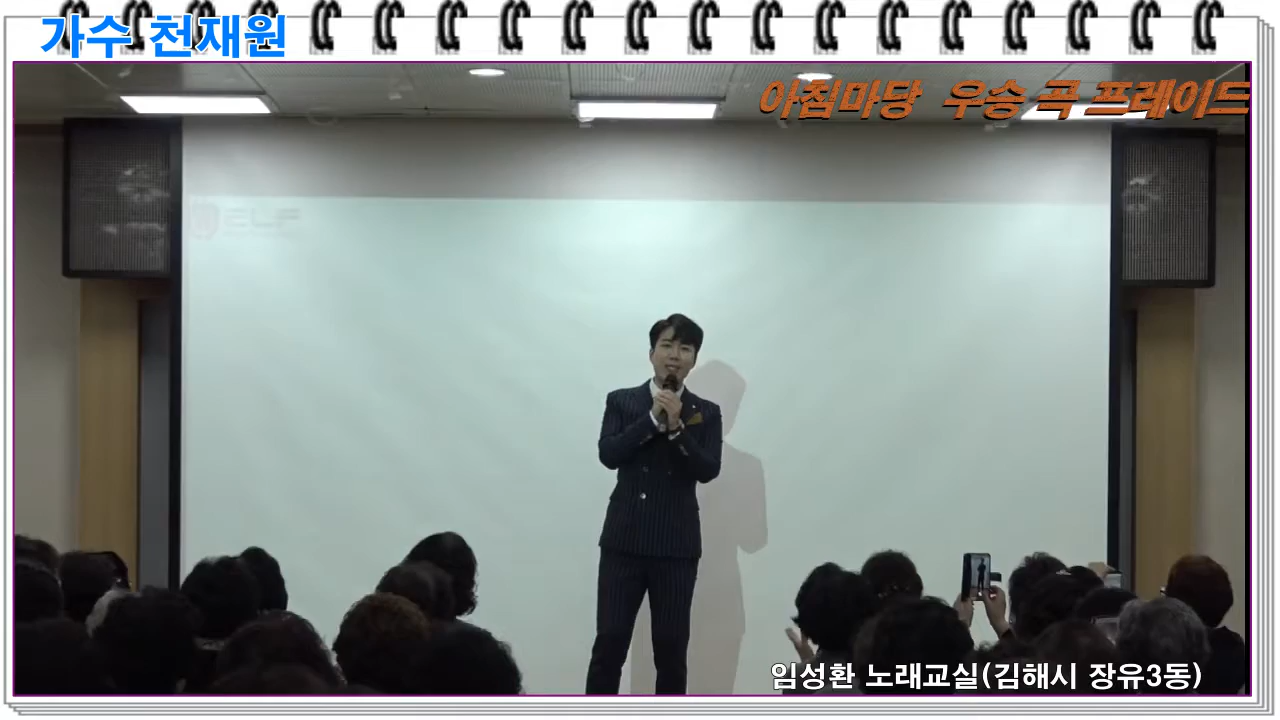 가수 천재원
아침마당 우승 곡 프레이드
임성환 노래교실(김해시 장유3동)